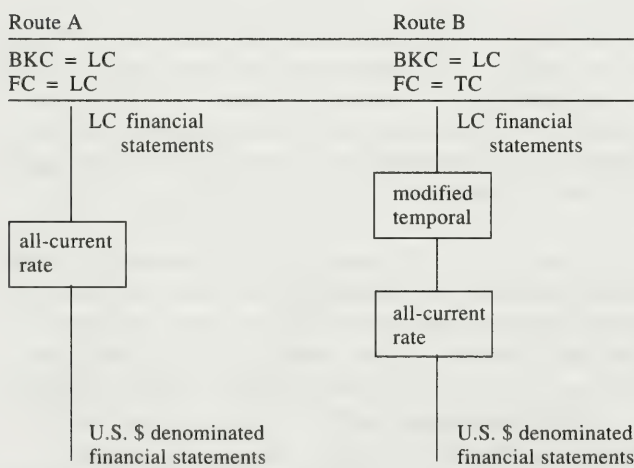 Route A
Route B
BKC = LC
FC = LC
BKC = LC
FC = TC
LC financial
statements
all-current
rate
U.S. $ denominated
financial statements
LC financial
statements
modified
temporal
all-current
rate
U.S. $ denominated
financial statements